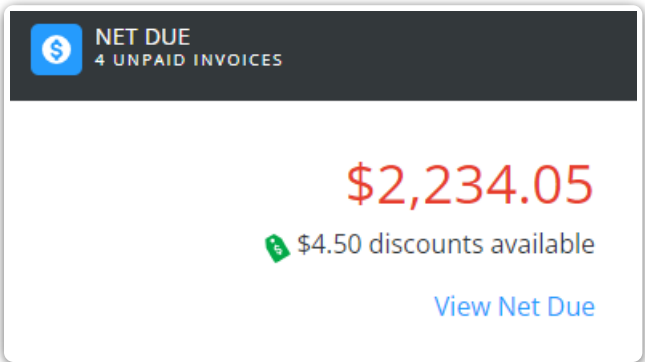 NET DUE
4 UNPAID INVOICES
$2,234.05
$4.50 discounts available
View Net Due